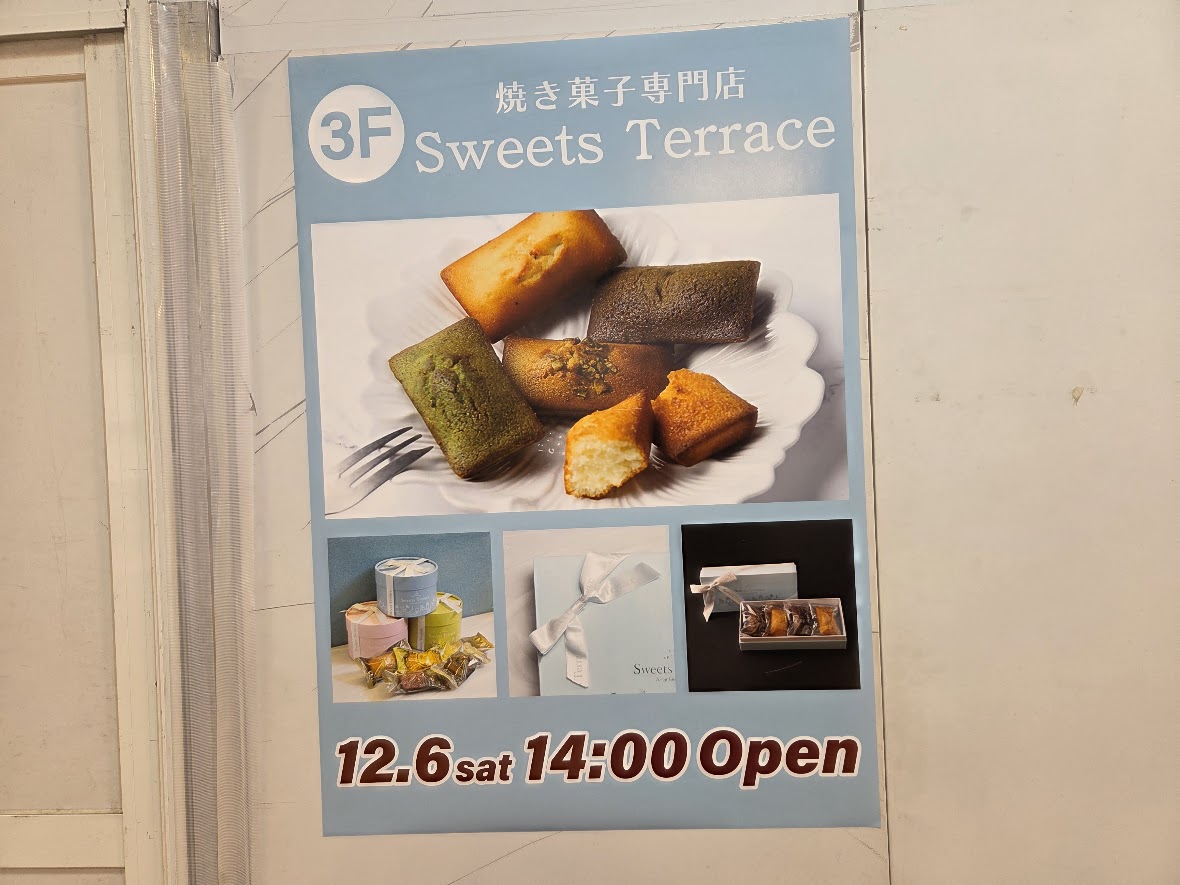 3F
焼き菓子専門店
Sweets Terrace
Sweets
12.6 sat 14:00 Open